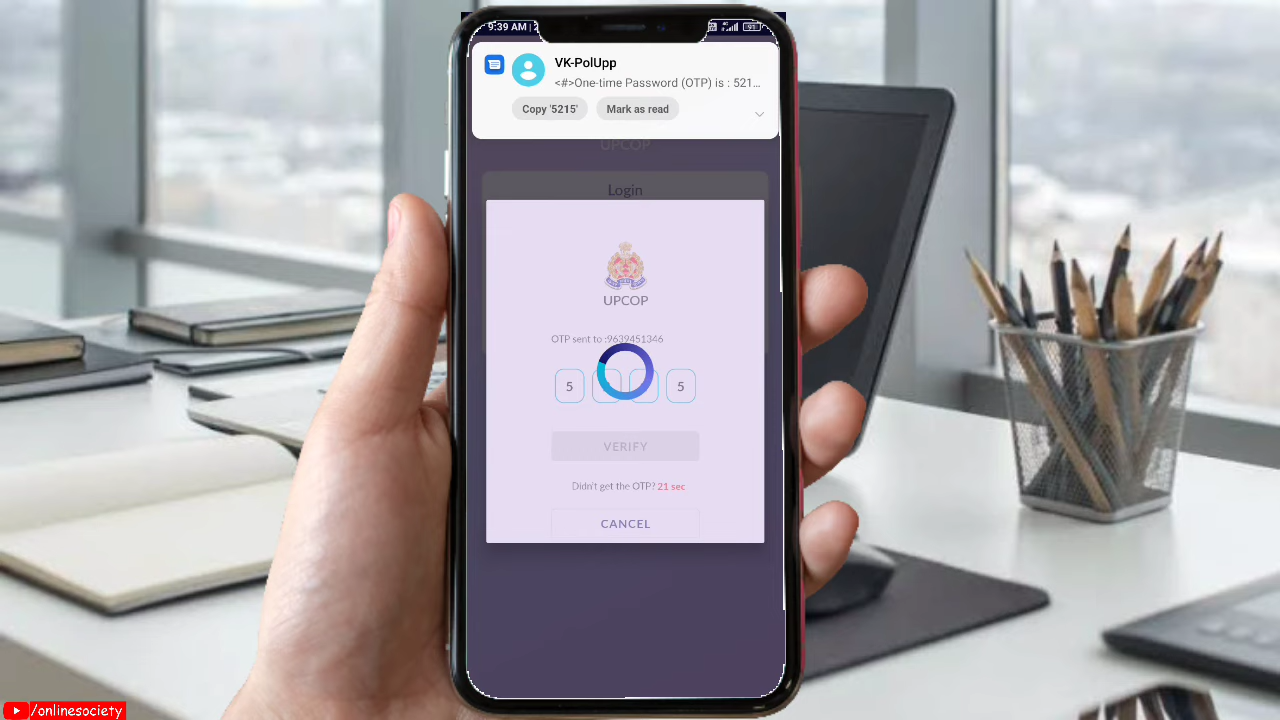 9:39 AM | 2
VK-PolUpp
<#>One-time Password (OTP) is : 521...
Copy '5215'
Mark as read
UPCOP
Login
UPCOP
OTP sent to :9639451346
5 5
VERIFY
Didn't get the OTP? 21 sec
CANCEL
/onlinesociety